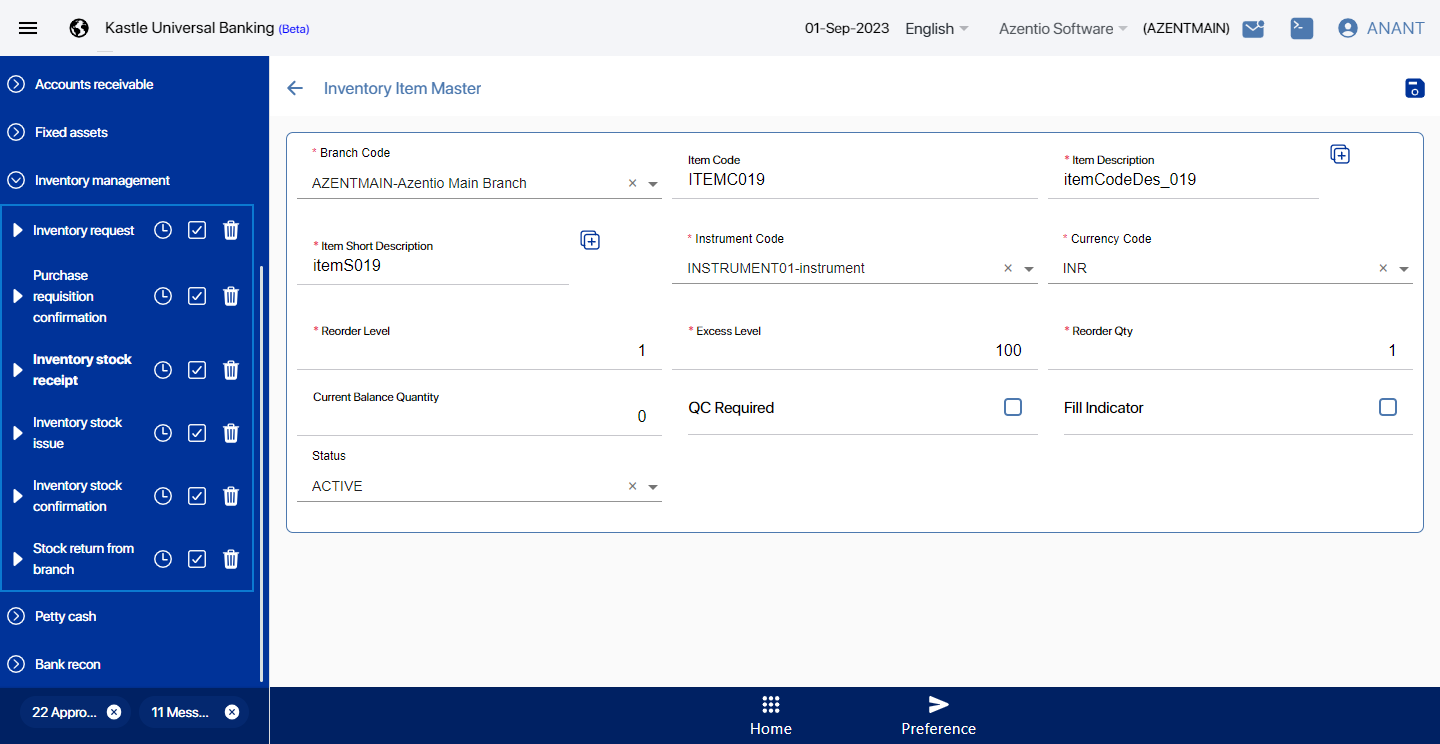 Kastle Universal Banking (Beta)
01-Sep-2023
English
Azentio Software
(AZENTMAIN)
ANANT
Accounts receivable
Fixed assets
Inventory management
Inventory request
Purchase
requisition
confirmation
Inventory stock
receipt
Inventory stock
issue
Inventory stock
confirmation
Stock return from
branch
Petty cash
Bank recon
22 Appro...
11 Mess...
Inventory Item Master
* Branch Code
AZENTMAIN-Azentio Main Branch
Item Code
ITEMC019
* Item Description
itemCodeDes_019
* Item Short Description
itemS019
* Instrument Code
INSTRUMENT01-instrument
* Currency Code
INR
* Reorder Level
1
* Excess Level
100
* Reorder Qty
1
Current Balance Quantity
0
QC Required
Fill Indicator
Status
ACTIVE
Home
Preference